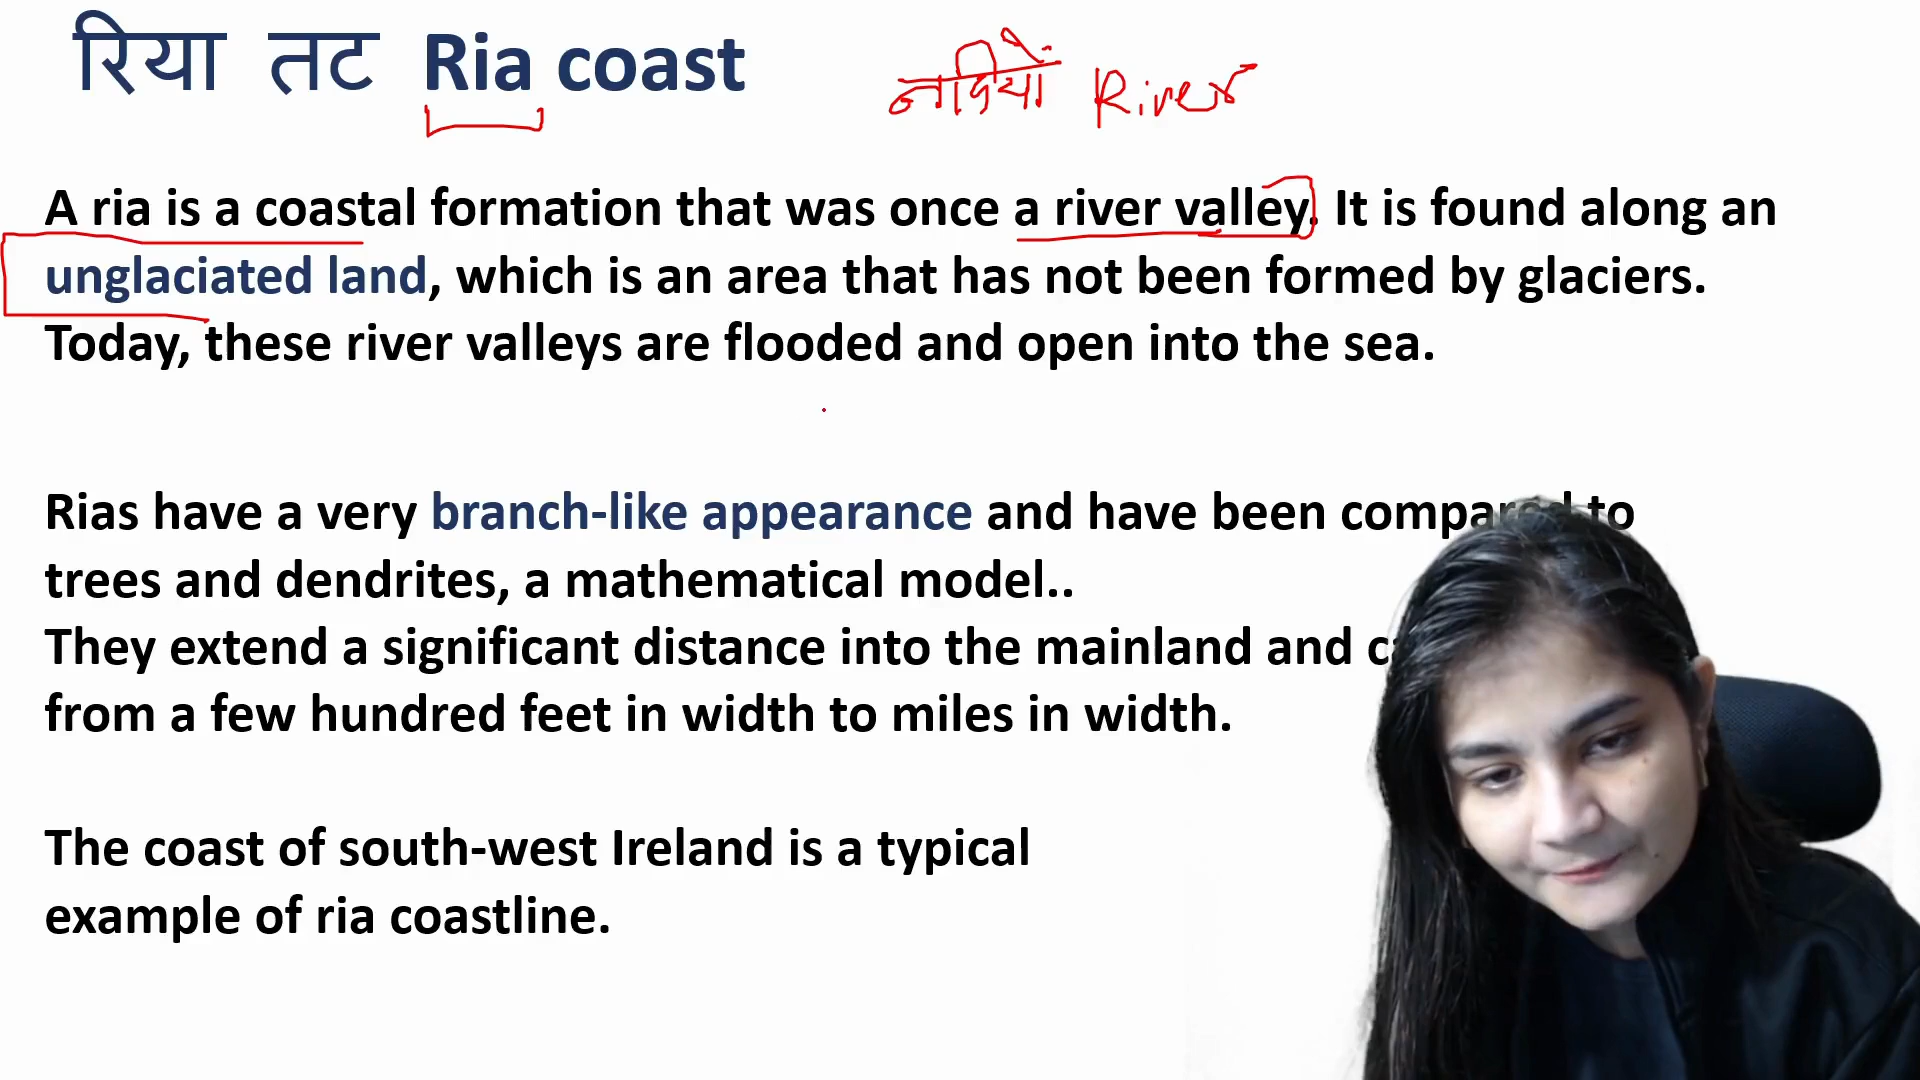 रिया तट Ria coast
नदियों River
A ria is a coastal formation that was once a river valley. It is found along an
unglaciated land, which is an area that has not been formed by glaciers.
Today, these river valleys are flooded and open into the sea.
Rias have a very branch-like appearance and have been compared to
trees and dendrites, a mathematical model..
They extend a significant distance into the mainland and
from a few hundred feet in width to miles in width.
The coast of south-west Ireland is a typical
example of ria coastline.